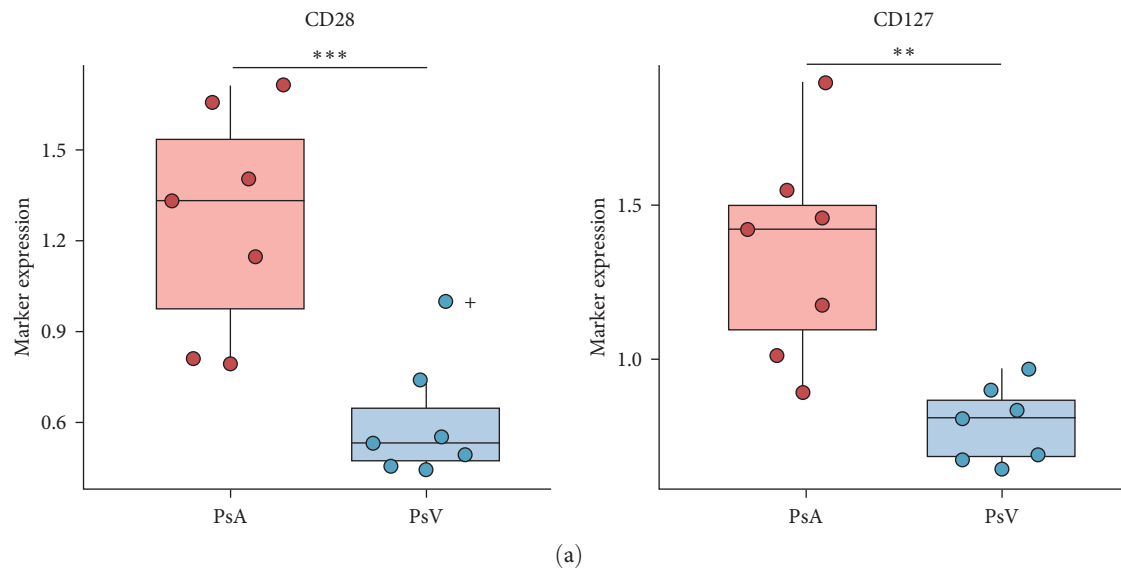 CD28
***
Marker expression
1.5
1.2
0.9
0.6
+
PsA PsV
CD127
**
Marker expression
1.5
1.0
PsA PsV
(a)